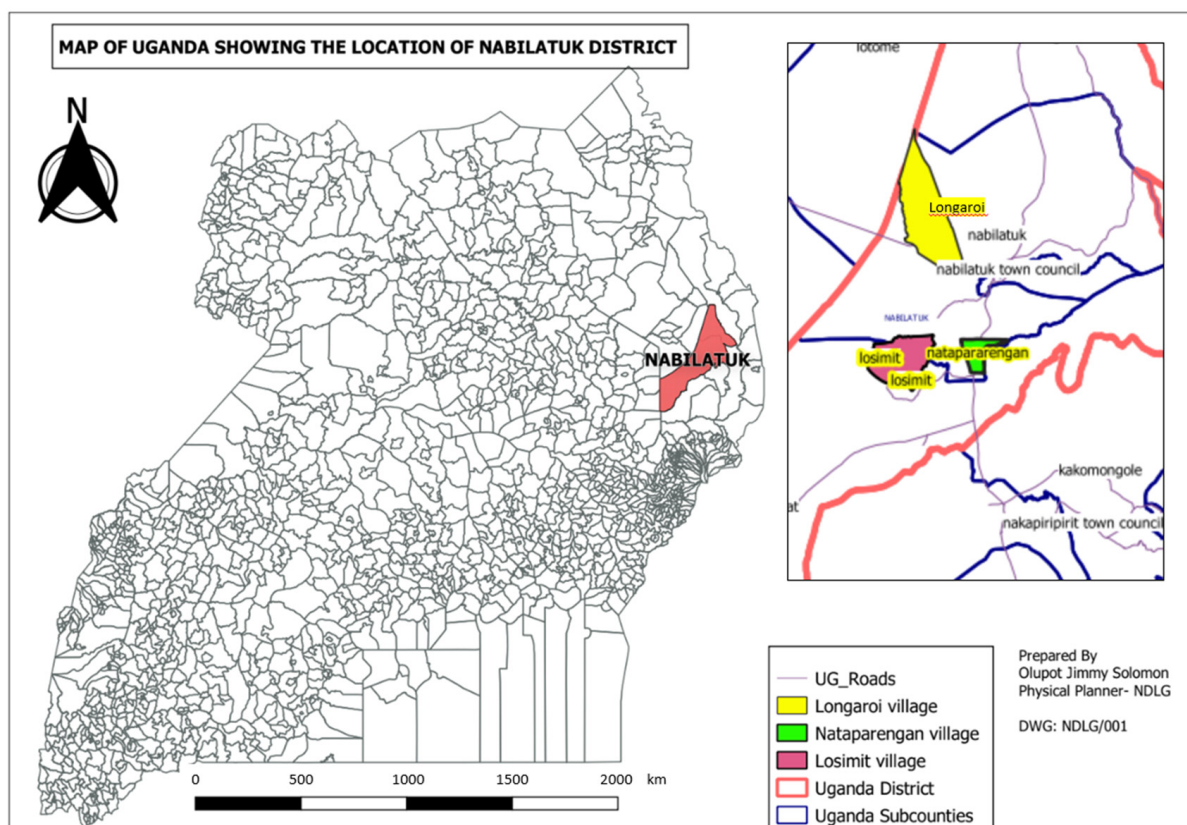 MAP OF UGANDA SHOWING THE LOCATION OF NABILATUK DISTRICT
N
NABILATUK
0 500 1000 1500 2000 km
lotome
Longaroi
nabilatuk
nabilatuk town council
NABILATUK
natapararengan
losimit
losimit
kakomongole
at
nakapiripirit town council
UG_Roads
Longaroi village
Nataparengan village
Losimit village
Uganda District
Uganda Subcounties
Prepared By
Olupot Jimmy Solomon
Physical Planner- NDLG
DWG: NDLG/001